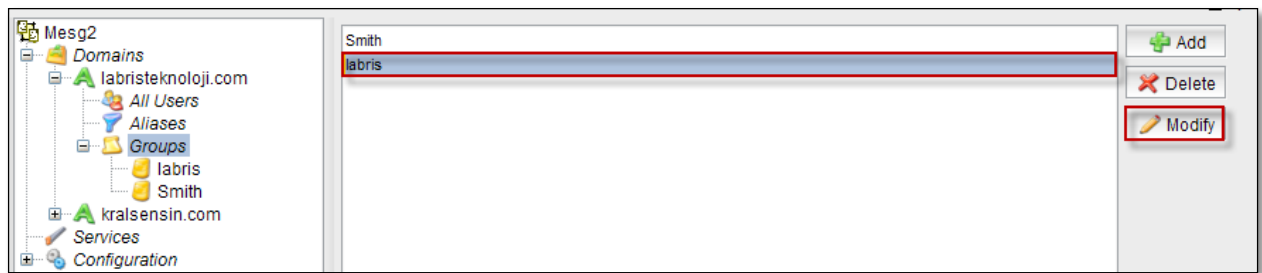 Mesg2
Domains
labristeknoloji.com
All Users
Aliases
Groups
labris
Smith
kralsensin.com
Services
Configuration
Smith
labris
Add
Delete
Modify